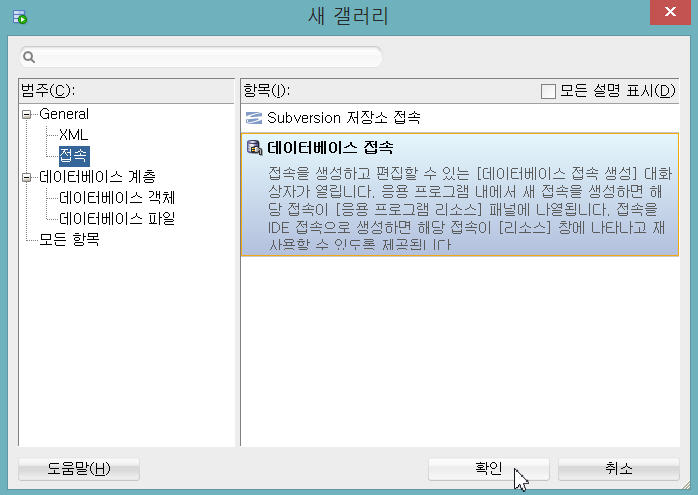 새 갤러리
범주(C):
General
XML
접속
데이터베이스 계층
데이터베이스 객체
데이터베이스 파일
모든 항목
항목(I):
모든 설명 표시(D)
Subversion 저장소 접속
데이터베이스 접속
접속을 생성하고 편집할 수 있는 [데이터베이스 접속 생성] 대화
상자가 열립니다. 응용 프로그램 내에서 새 접속을 생성하면 해
당 접속이 [응용 프로그램 리소스] 패널에 나열됩니다. 접속을
IDE 접속으로 생성하면 해당 접속이 [리소스] 창에 나타나고 재
사용할 수 있도록 제공됩니다
도움말(H)
확인
취소